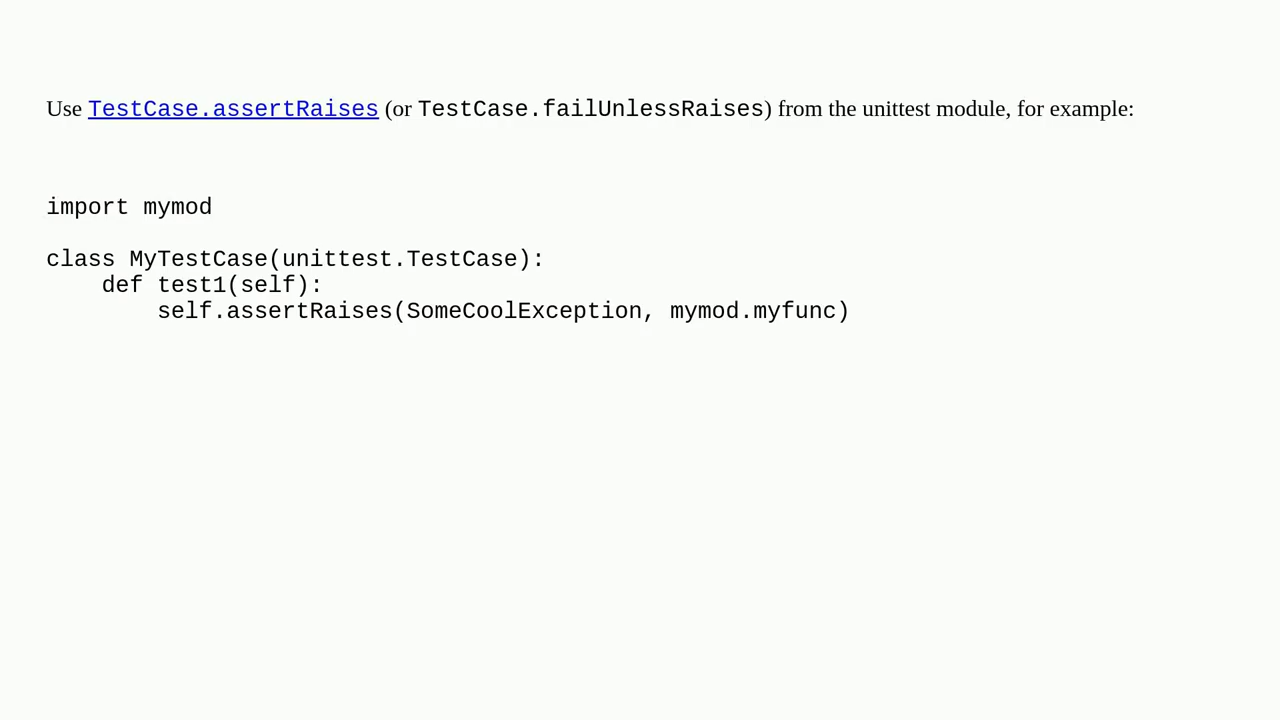 Use TestCase.assertRaises (or TestCase.failUnlessRaises) from the unittest module, for example:
import mymod
class MyTestCase(unittest.TestCase):
    def test1(self):
        self.assertRaises(SomeCoolException, mymod.myfunc)